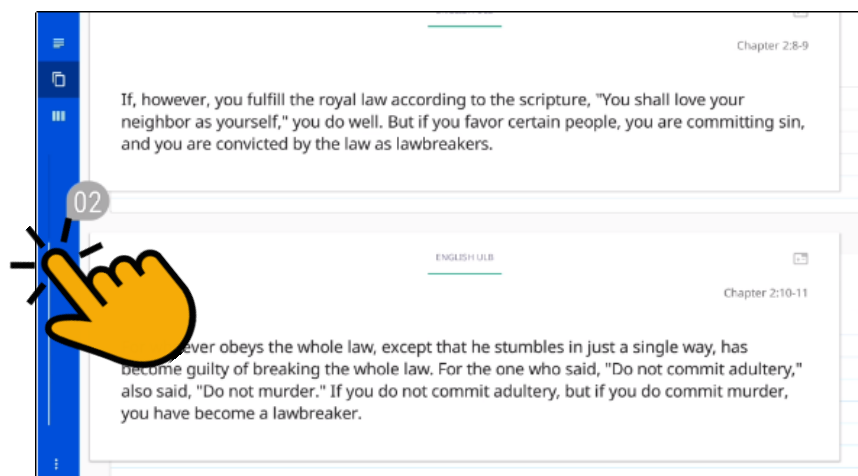 Chapter 2:8-9
If, however, you fulfill the royal law according to the scripture, "You shall love your
neighbor as yourself," you do well. But if you favor certain people, you are committing sin,
and you are convicted by the law as lawbreakers.
02
ENGLISH ULB
Chapter 2:10-11
ever obeys the whole law, except that he stumbles in just a single way, has
become guilty of breaking the whole law. For the one who said, "Do not commit adultery,"
also said, "Do not murder." If you do not commit adultery, but if you do commit murder,
you have become a lawbreaker.